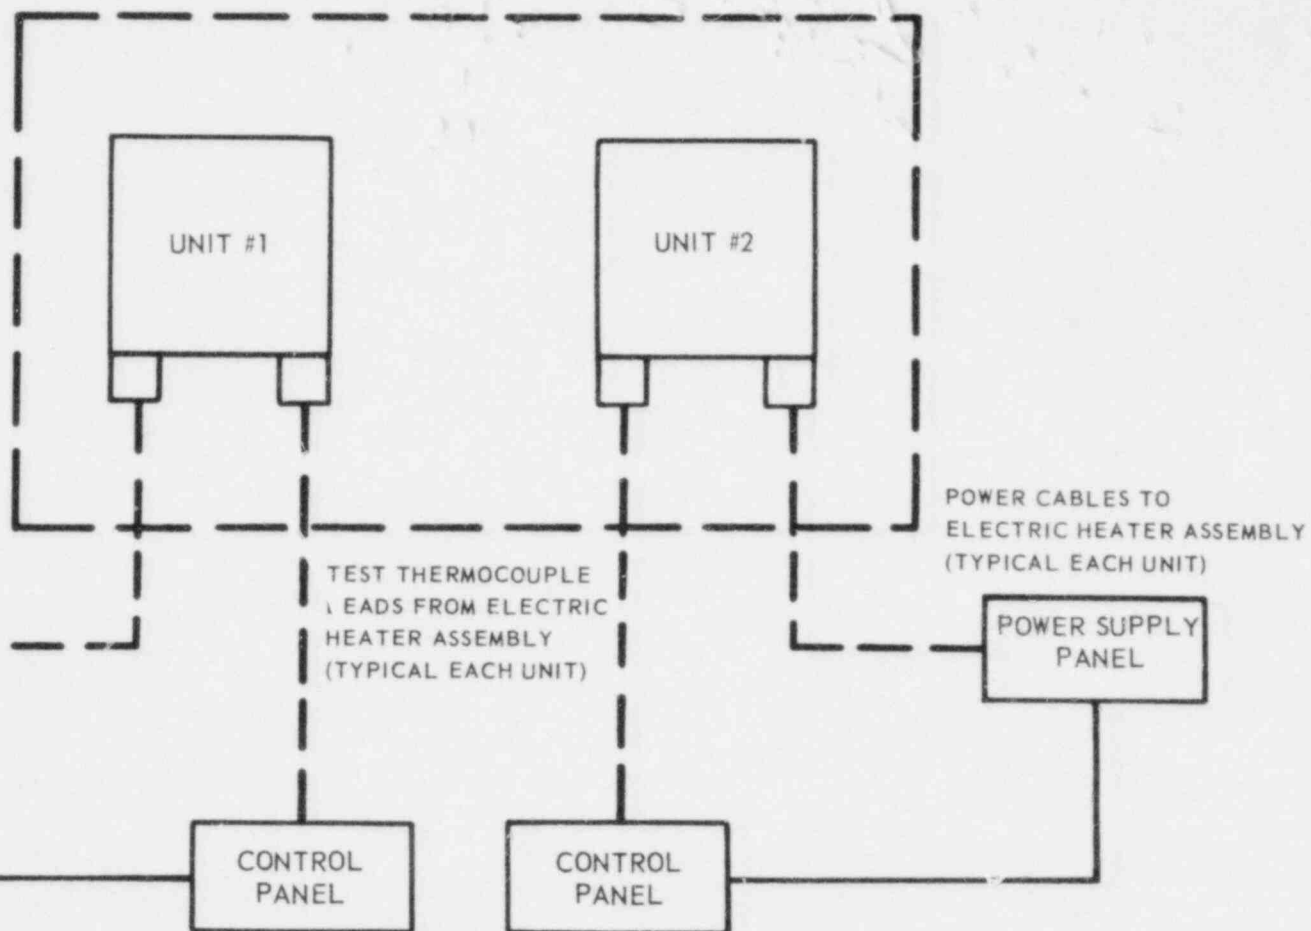 UNIT #1
UNIT #2
POWER CABLES TO
ELECTRIC HEATER ASSEMBLY
(TYPICAL EACH UNIT)
TEST THERMOCOUPLE
LEADS FROM ELECTRIC
HEATER ASSEMBLY
(TYPICAL EACH UNIT)
POWER SUPPLY
PANEL
CONTROL
PANEL
CONTROL
PANEL